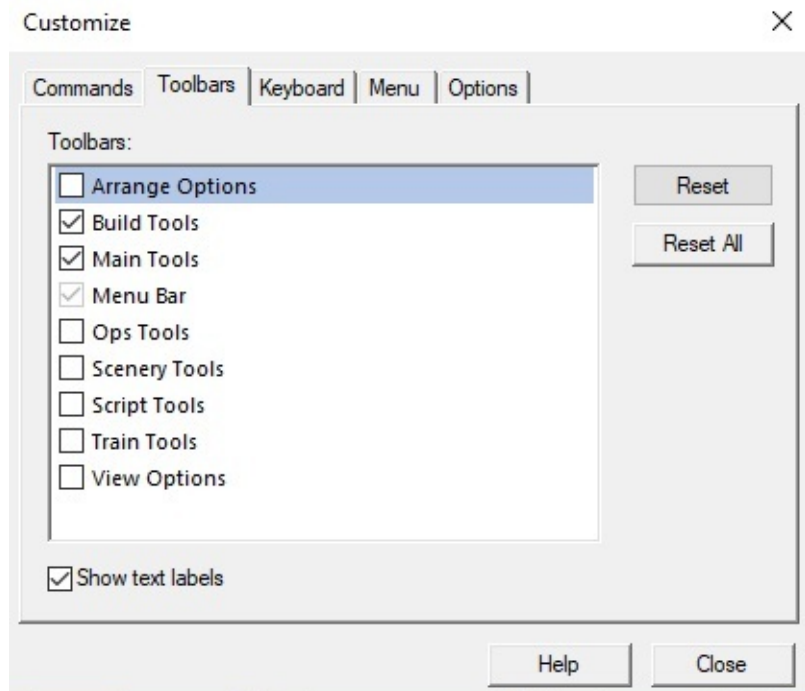 Customize
Commands Toolbars Keyboard Menu Options
Toolbars:
Arrange Options
Build Tools
Main Tools
Menu Bar
Ops Tools
Scenery Tools
Script Tools
Train Tools
View Options
Reset
Reset All
Show text labels
Help Close